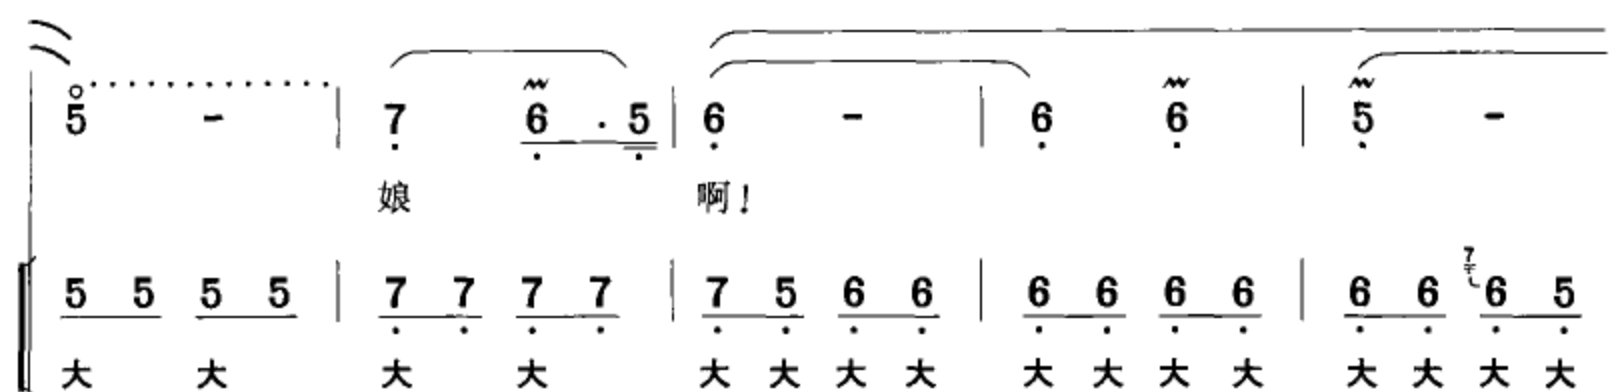 5 - | 7 6 . 5 | 6 - | 6 6 | 5 -
娘 啊!
5 5 5 5 | 7 7 7 7 | 7 5 6 6 | 6 6 6 6 | 6 6 7 6 5
大 大 大 大 大 大 大 大 大 大 大 大 大 大 大 大